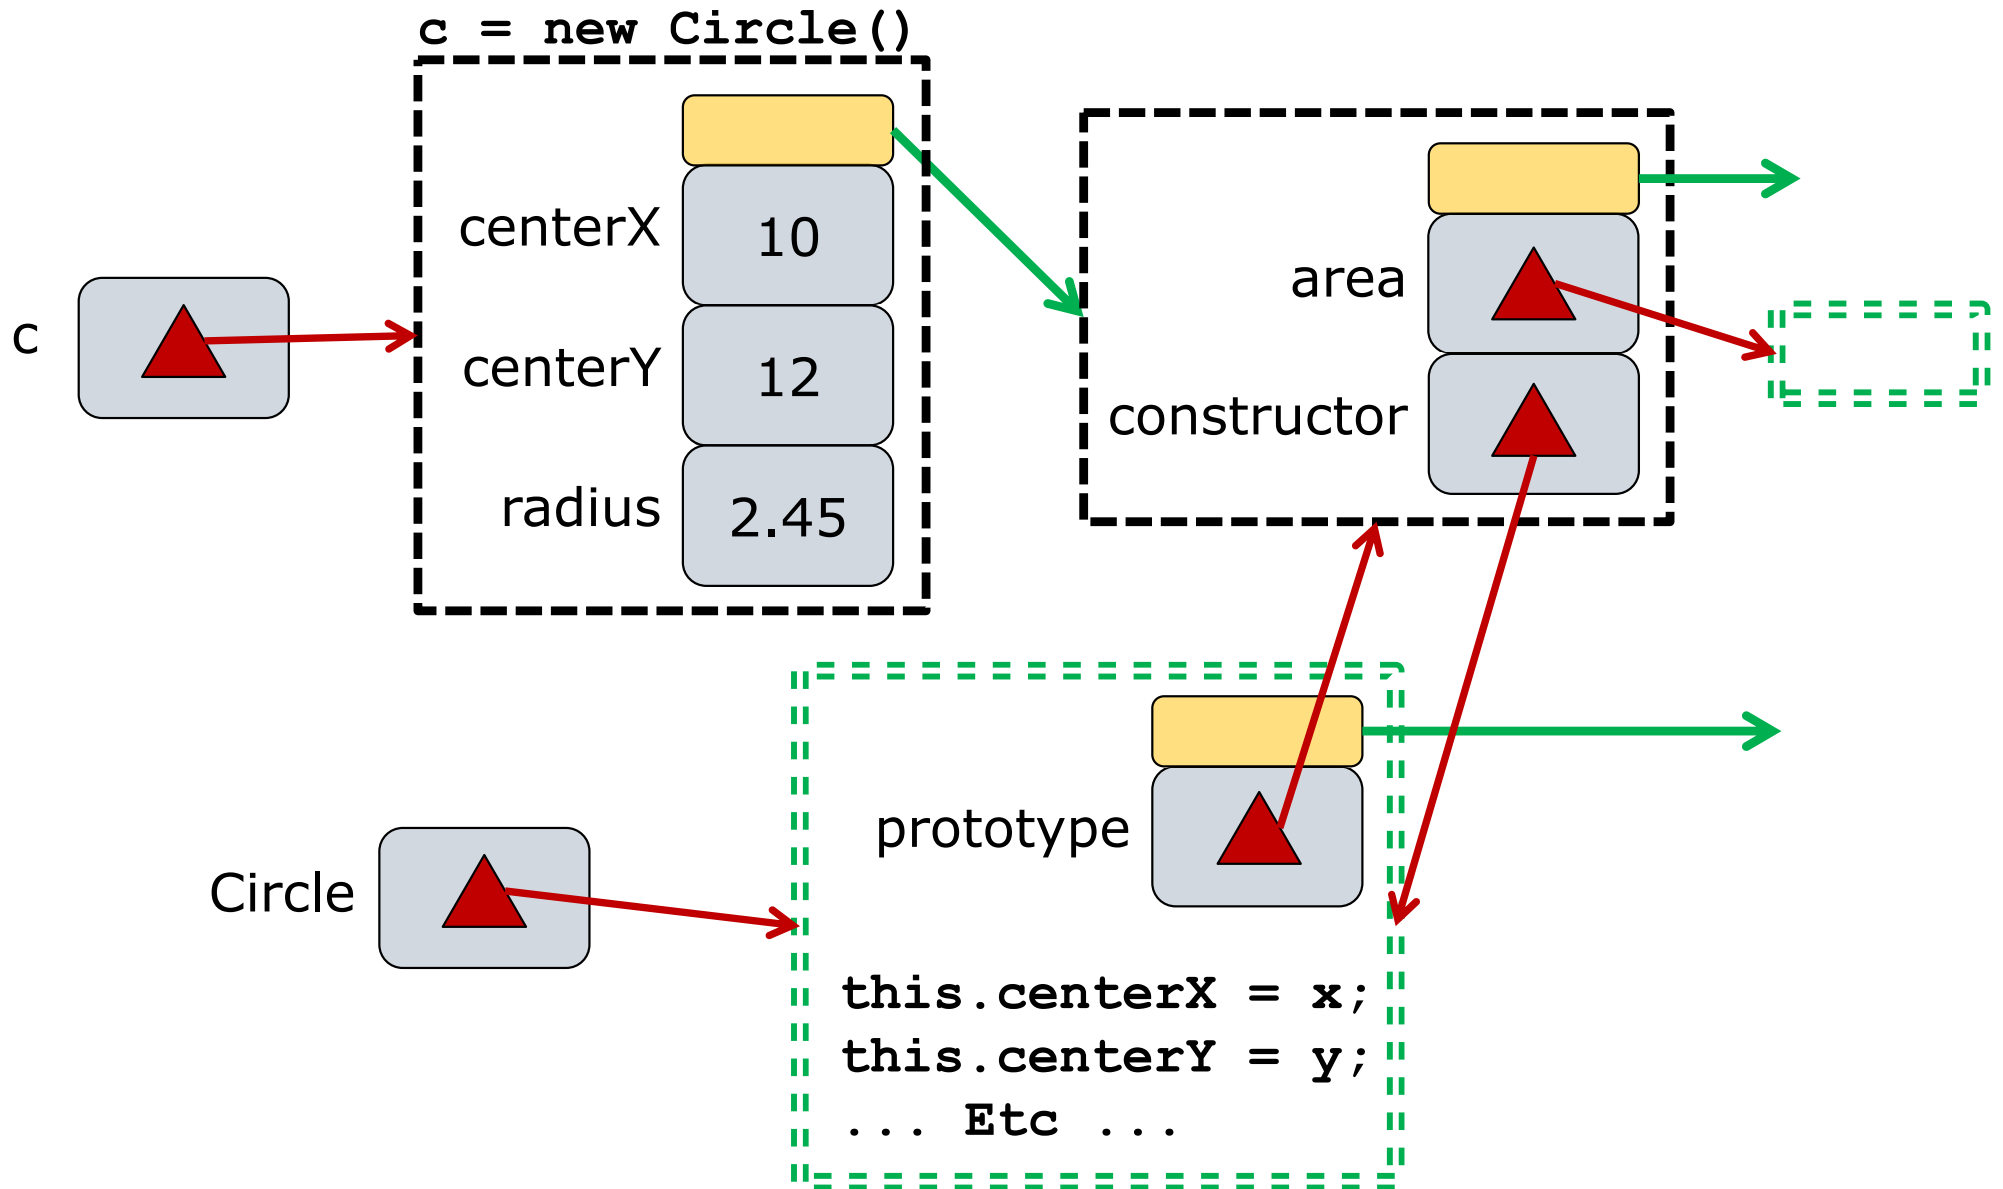 c = new Circle()
centerX
10
centerY
12
radius
2.45
c
area
constructor
prototype
Circle
this.centerX = x;
this.centerY = y;
... Etc ...